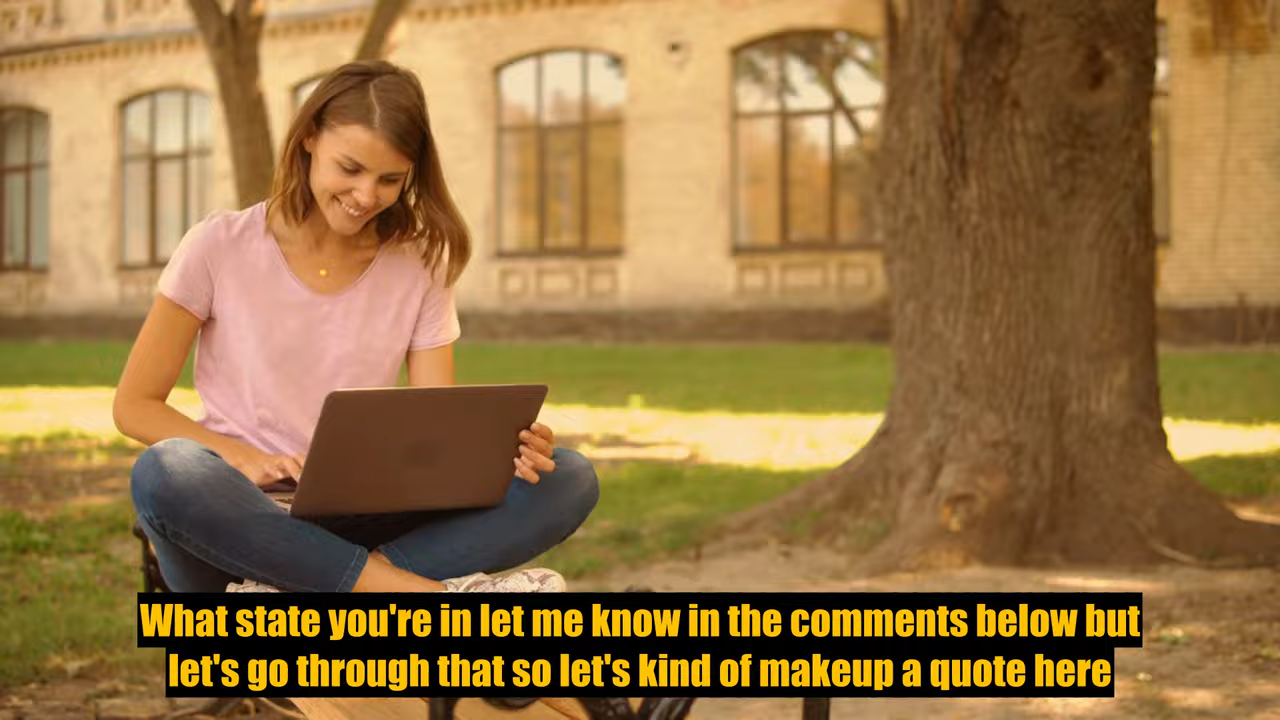 What state you're in let me know in the comments below but
let's go through that so let's kind of makeup a quote here